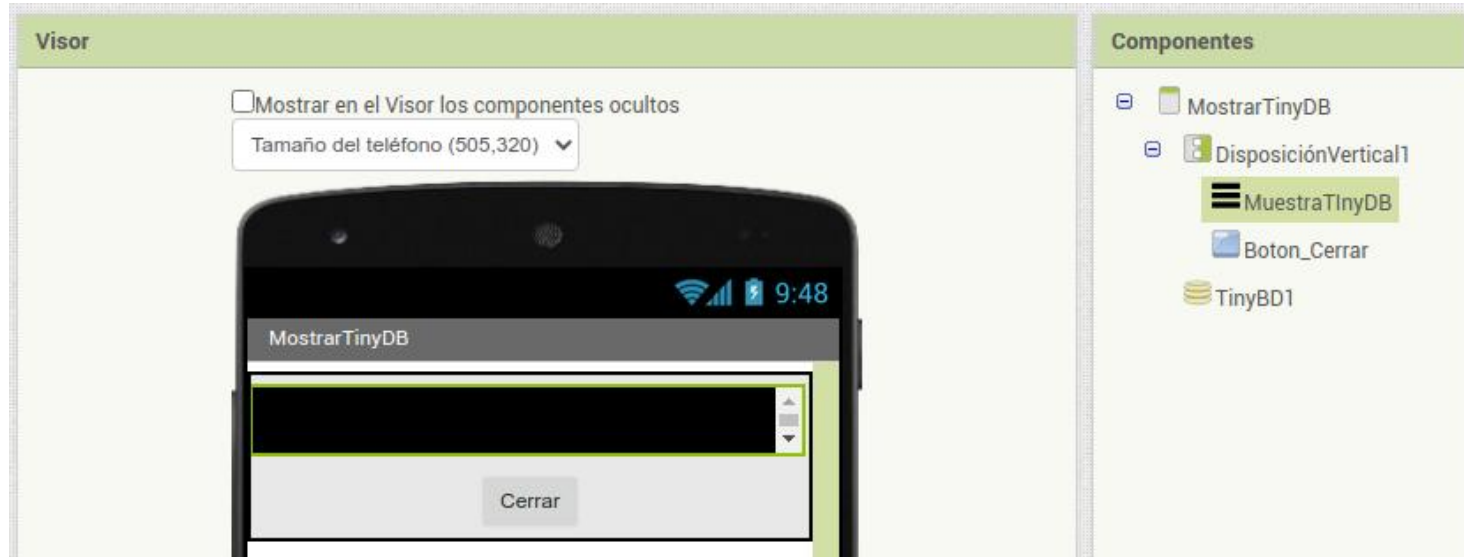 Visor
Mostrar en el Visor los componentes ocultos
Tamaño del teléfono (505,320)
9:48
MostrarTinyDB
Cerrar
Componentes
MostrarTinyDB
DisposiciónVertical1
MuestraTInyDB
Boton_Cerrar
TinyBD1